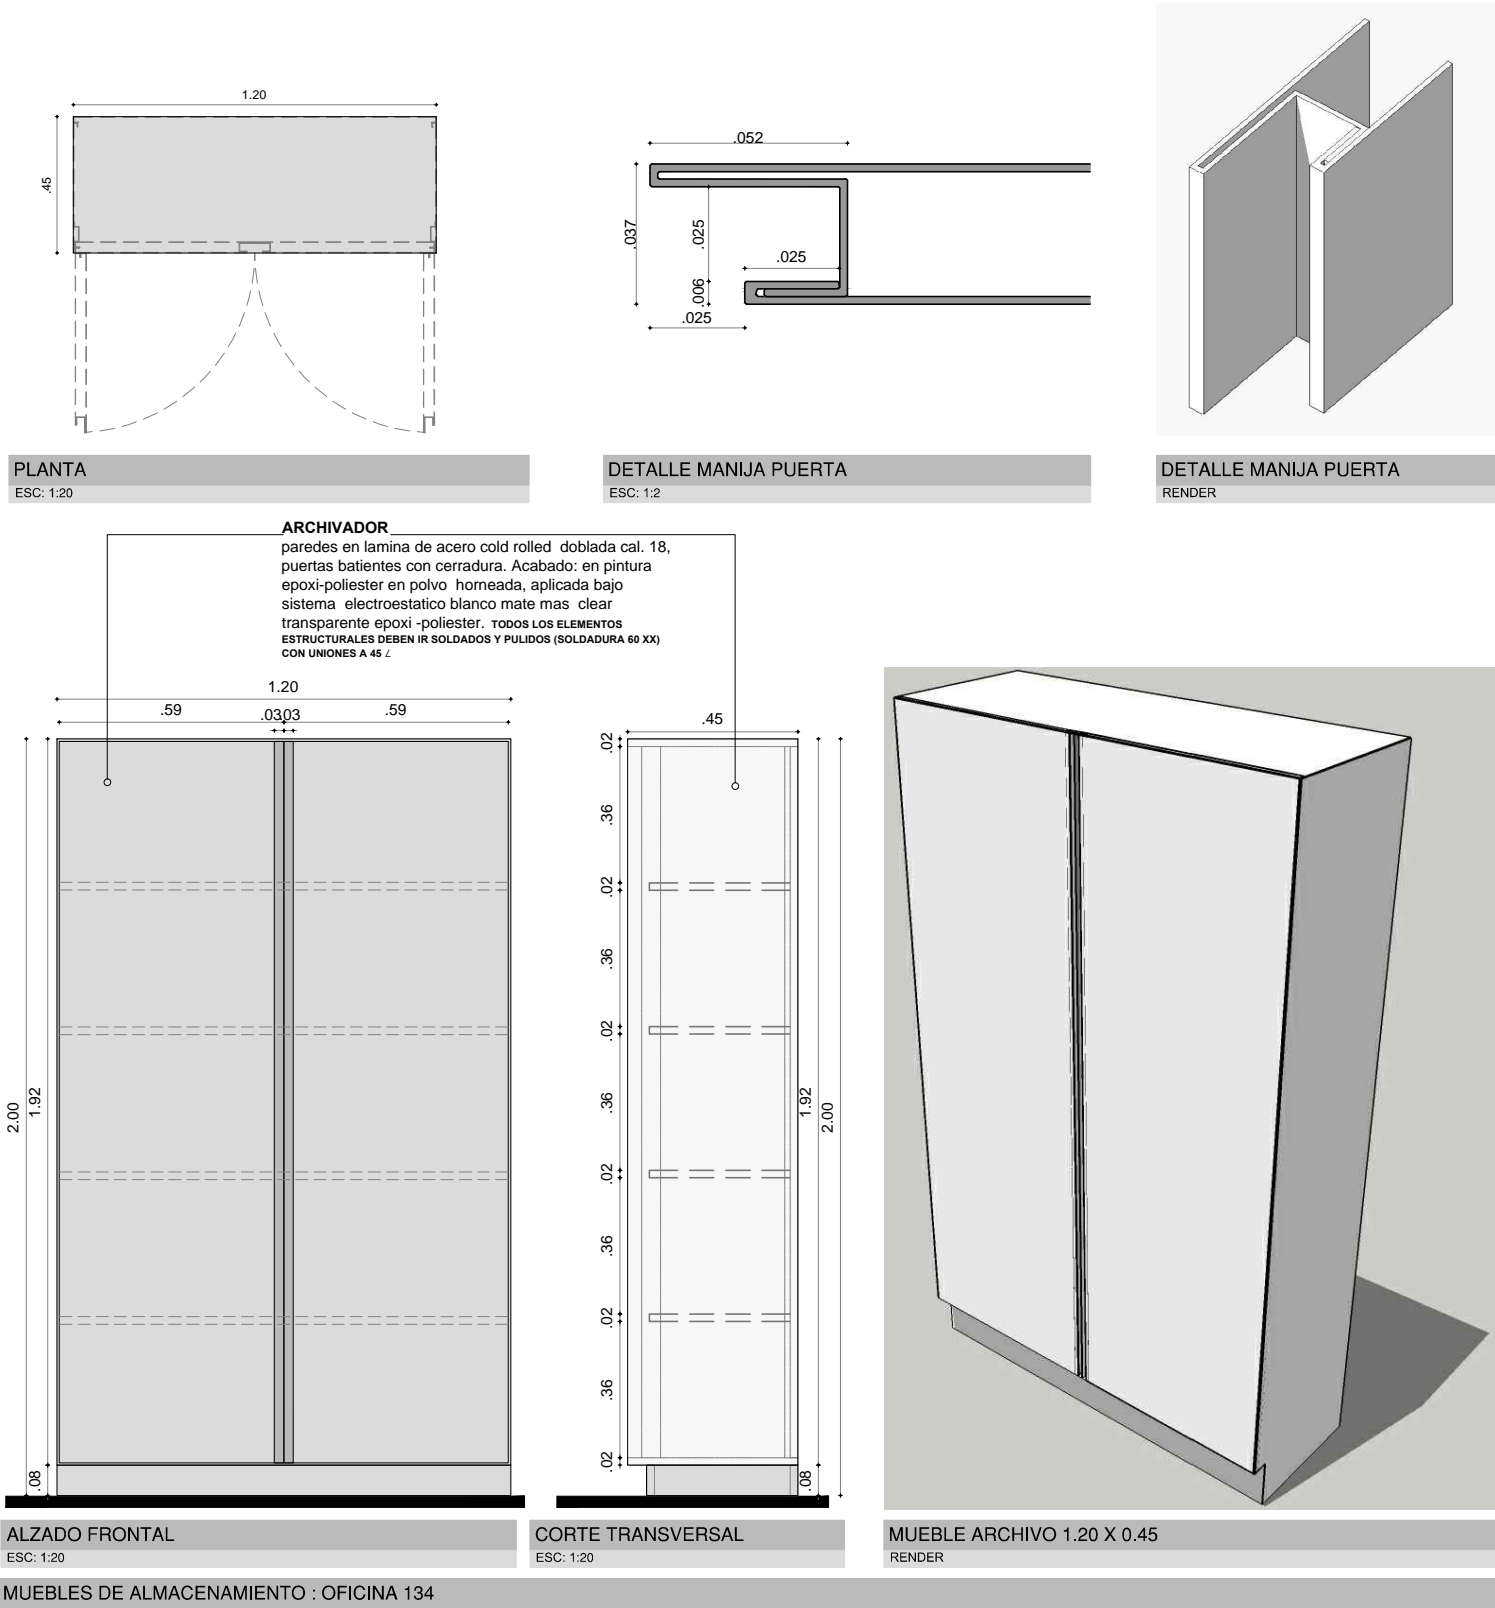 1.20
.45
PLANTA
ESC: 1:20
.052
.037
.025
.025
.006
.025
DETALLE MANIJA PUERTA
ESC: 1:2
DETALLE MANIJA PUERTA
RENDER
ARCHIVADOR
paredes en lamina de acero cold rolled doblada cal. 18,
puertas batientes con cerradura. Acabado: en pintura
epoxi-poliester en polvo horneada, aplicada bajo
sistema electroestatico blanco mate mas clear
transparente epoxi -poliester. TODOS LOS ELEMENTOS
ESTRUCTURALES DEBEN IR SOLDADOS Y PULIDOS (SOLDADURA 60 XX)
CON UNIONES A 45 ∠
1.20
.59
.03
.03
.59
2.00
1.92
.08
ALZADO FRONTAL
ESC: 1:20
.45
.02
.36
.02
.36
.02
.36
.02
.36
.02
.36
.02
1.92
2.00
.08
CORTE TRANSVERSAL
ESC: 1:20
MUEBLE ARCHIVO 1.20 X 0.45
RENDER
MUEBLES DE ALMACENAMIENTO : OFICINA 134